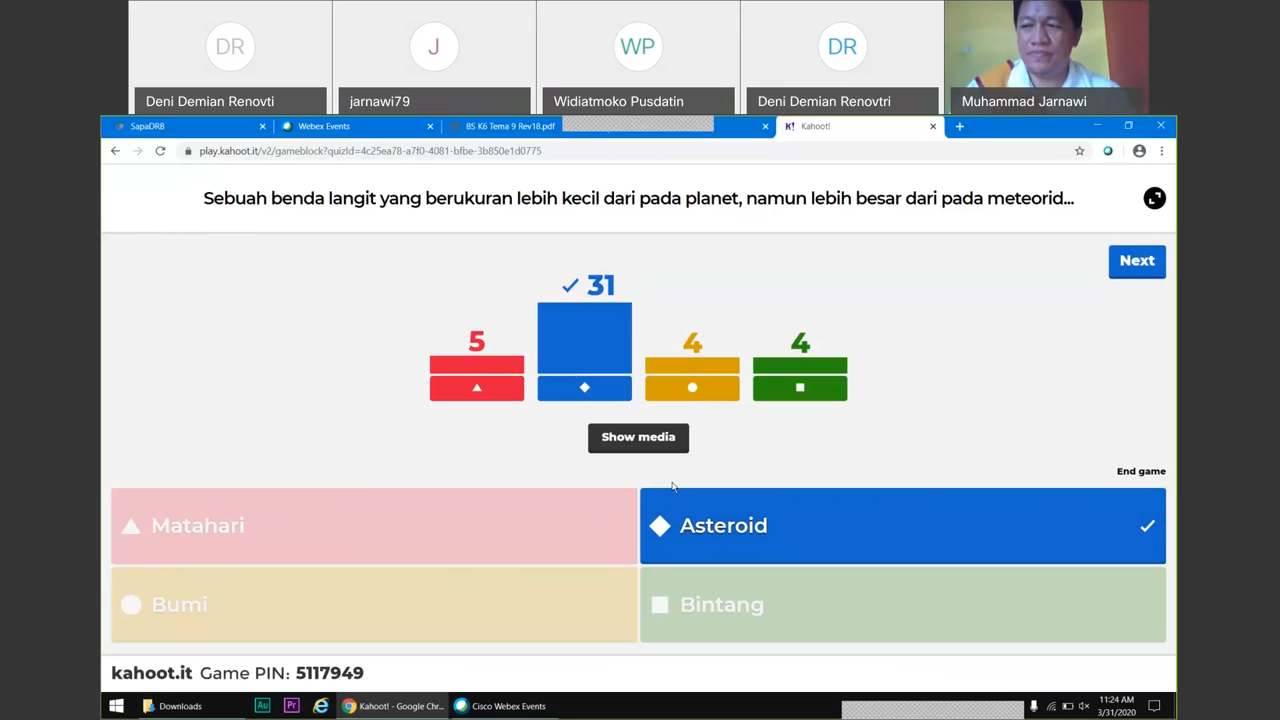 DR
J
WP
DR
Deni Demian Renovti
jarnawi79
Widiatmoko Pusdatin
Deni Demian Renovtri
Muhammad Jarnawi
SapaDRB
Webex Events
BS K6 Tema 9 Rev18.pdf
K! Kahoot!
play.kahoot.it/v2/gameblock?quizId=4c25ea78-a7f0-4081-bfbe-3b850e1d0775
Sebuah benda langit yang berukuran lebih kecil dari pada planet, namun lebih besar dari pada meteorid...
Next
5
31
4
4
Show media
End game
Matahari
Asteroid
Bumi
Bintang
kahoot.it Game PIN: 5117949
Downloads
Au
Pr
Kahoot! - Google Chr...
Cisco Webex Events
11:24 AM
3/31/2020